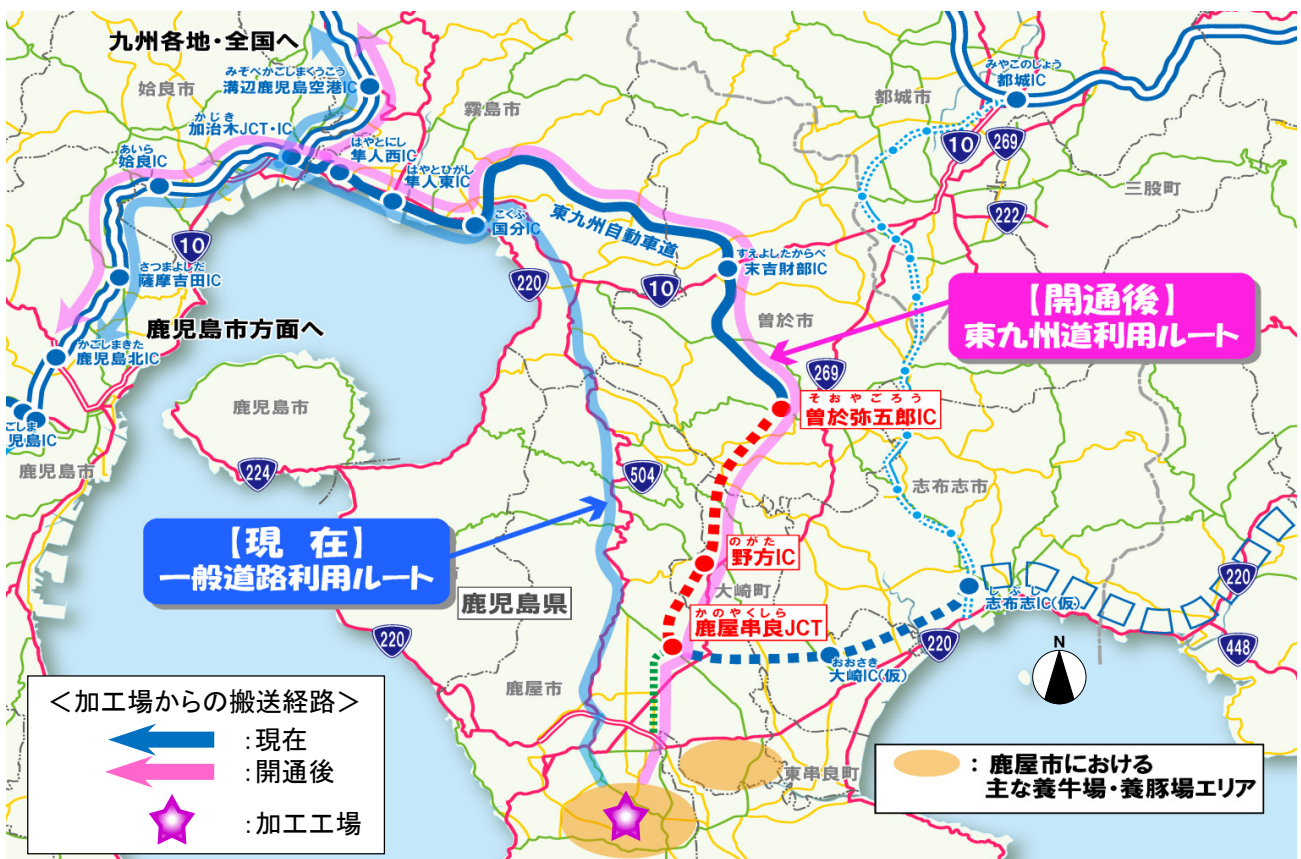 九州各地・全国へ
みぞべかごしまくうこう
溝辺鹿児島空港IC
姶良市
霧島市
かじき
加治木JCT・IC
あいら
姶良IC
はやとにし
隼人西IC
はやとひがし
隼人東IC
こくぶ
国分IC
東九州自動車道
みやこのじょう
都城IC
都城市
10
269
三股町
222
10
さつまよしだ
薩摩吉田IC
鹿児島市方面へ
かごしまきた
鹿児島北IC
220
10
すえよしたからべ
末吉財部IC
曽於市
【開通後】
東九州道利用ルート
269
そおやごろう
曽於弥五郎IC
鹿児島市
ごしま
児島IC
鹿児島市
224
504
志布志市
【現 在】
一般道路利用ルート
のがた
野方IC
大崎町
鹿児島県
かのやくしら
鹿屋串良JCT
220
しぶし
志布志IC(仮)
220
220
448
おおさき
大崎IC(仮)
N
鹿屋市
東串良町
＜加工場からの搬送経路＞
：現在
：開通後
：加工工場
： 鹿屋市における
主な養牛場・養豚場エリア